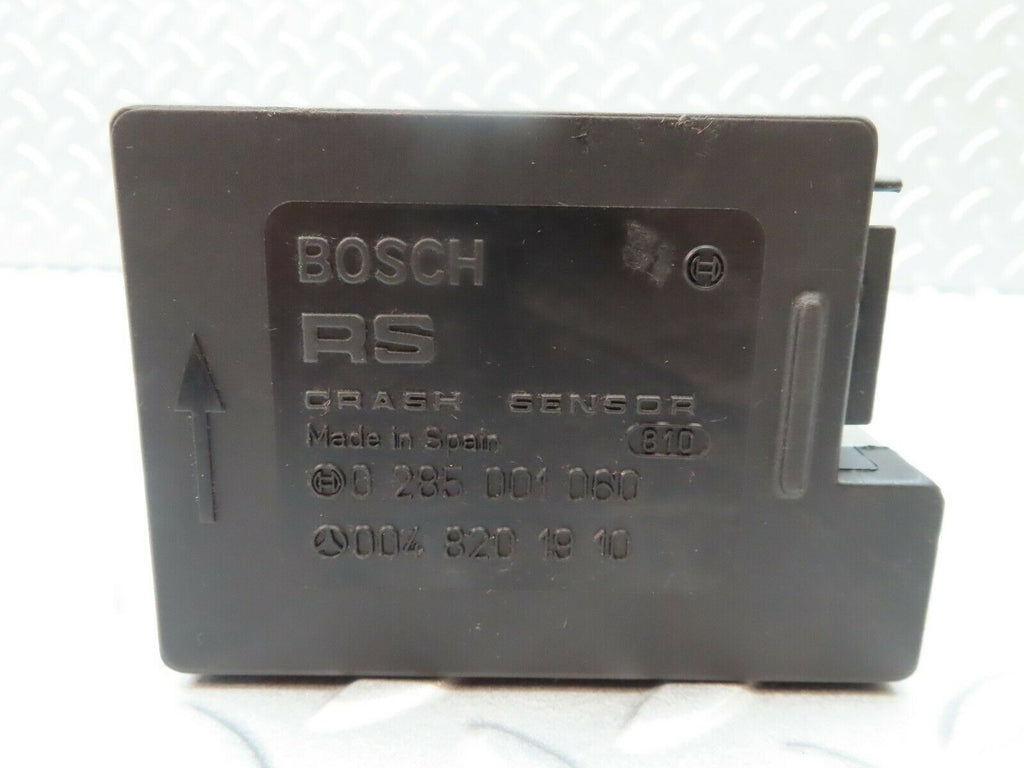 BOSCH
RS
CRASH SENSOR
Made in Spain 810
0 285 001 060
004 820 19 10